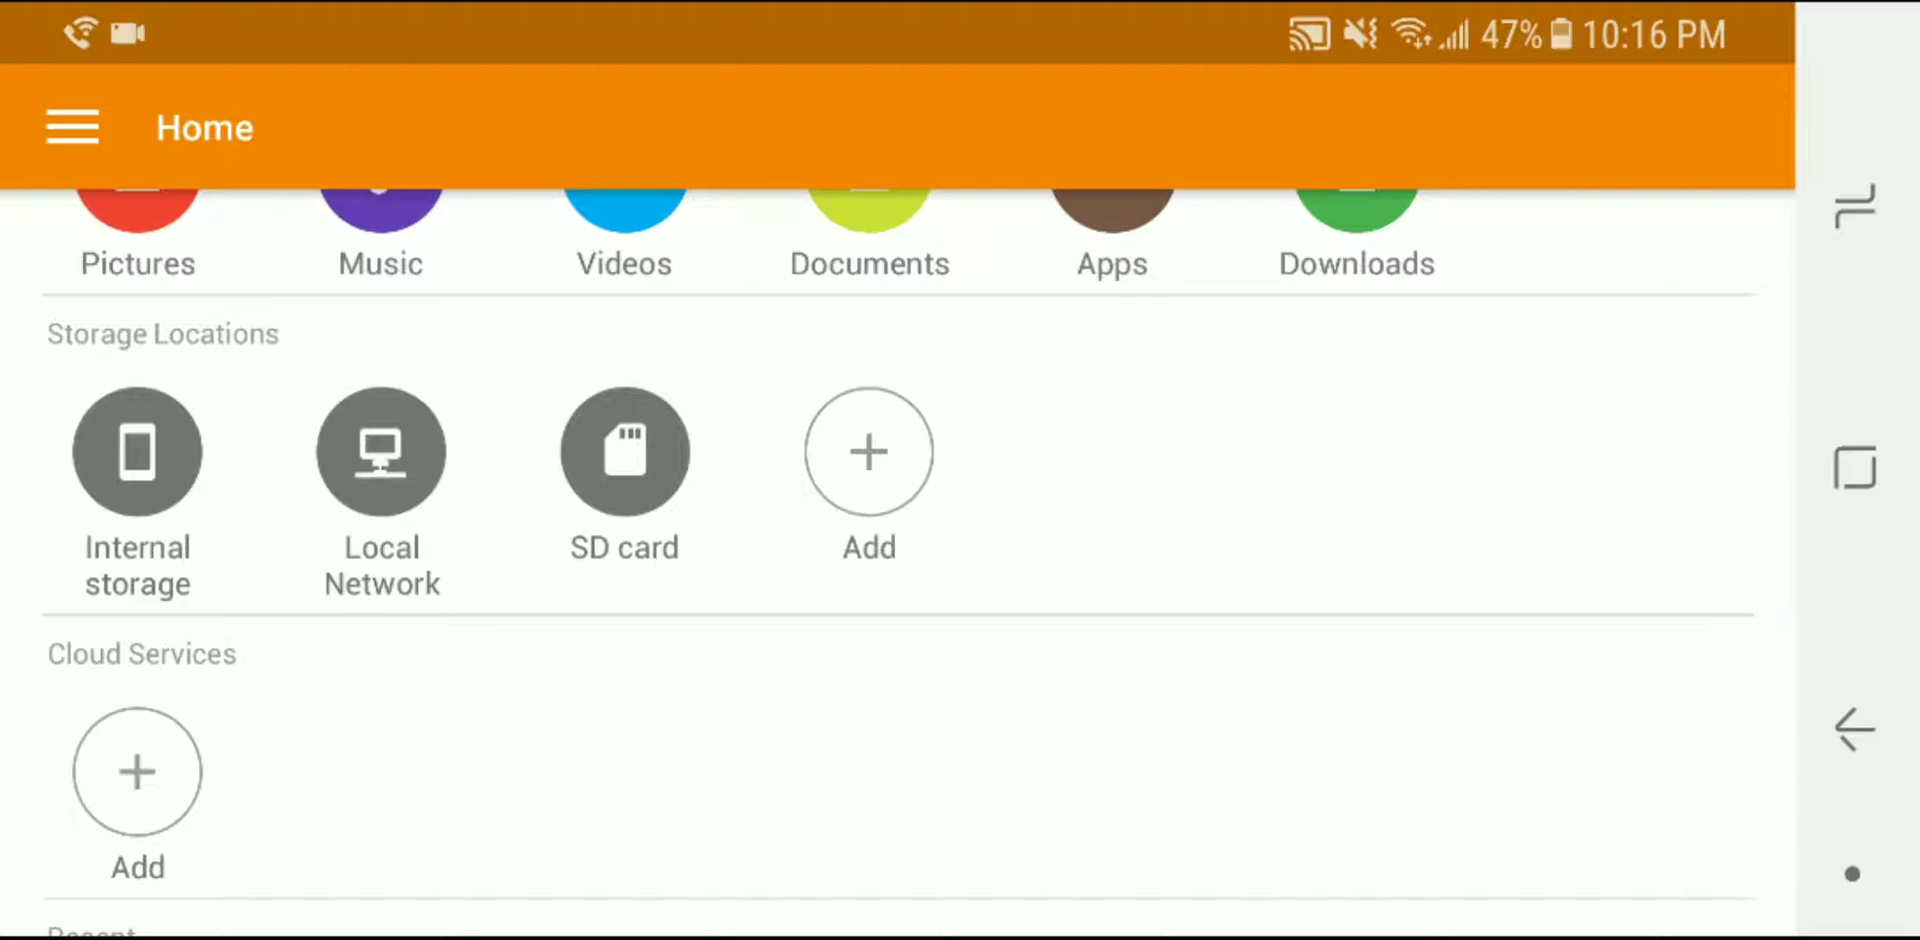 47% 10:16 PM
Home
Pictures Music Videos Documents Apps Downloads
Storage Locations
Internal storage
Local Network
SD card
Add
Cloud Services
Add
Recent